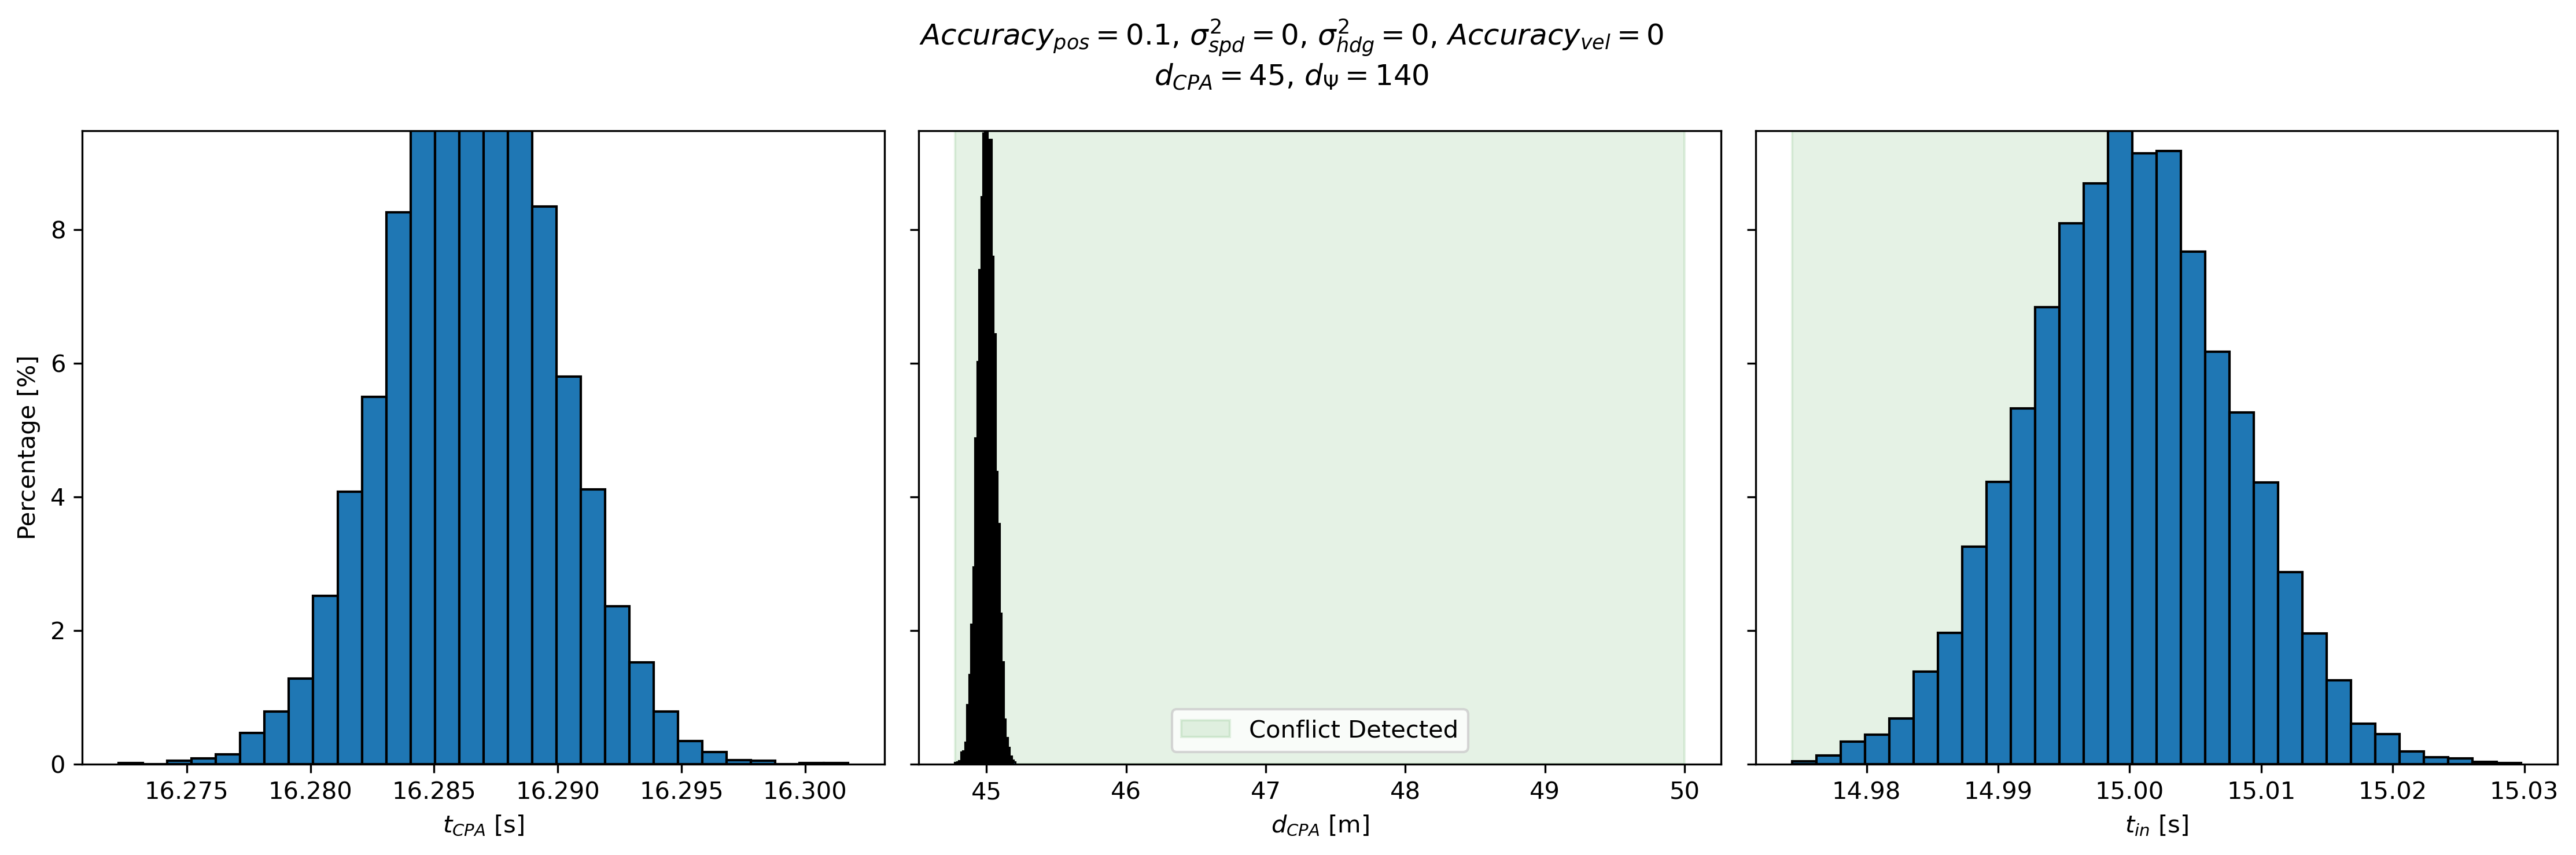 Accuracy_pos = 0.1, σ²_spd = 0, σ²_hdg = 0, Accuracy_vel = 0
d_CPA = 45, d_Ψ = 140
Percentage [%]
8
6
4
2
0
16.275 16.280 16.285 16.290 16.295 16.300
t_CPA [s]
Conflict Detected
45 46 47 48 49 50
d_CPA [m]
14.98 14.99 15.00 15.01 15.02 15.03
t_in [s]